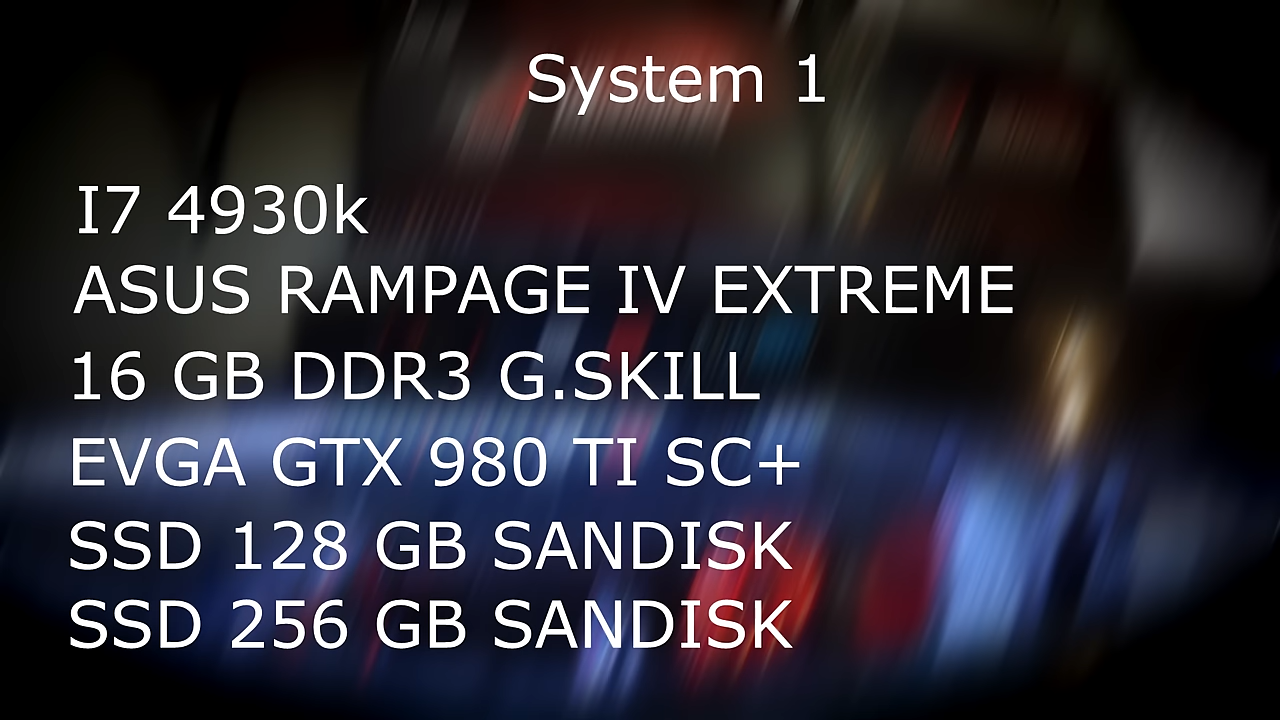 System 1
I7 4930k
ASUS RAMPAGE IV EXTREME
16 GB DDR3 G.SKILL
EVGA GTX 980 TI SC+
SSD 128 GB SANDISK
SSD 256 GB SANDISK